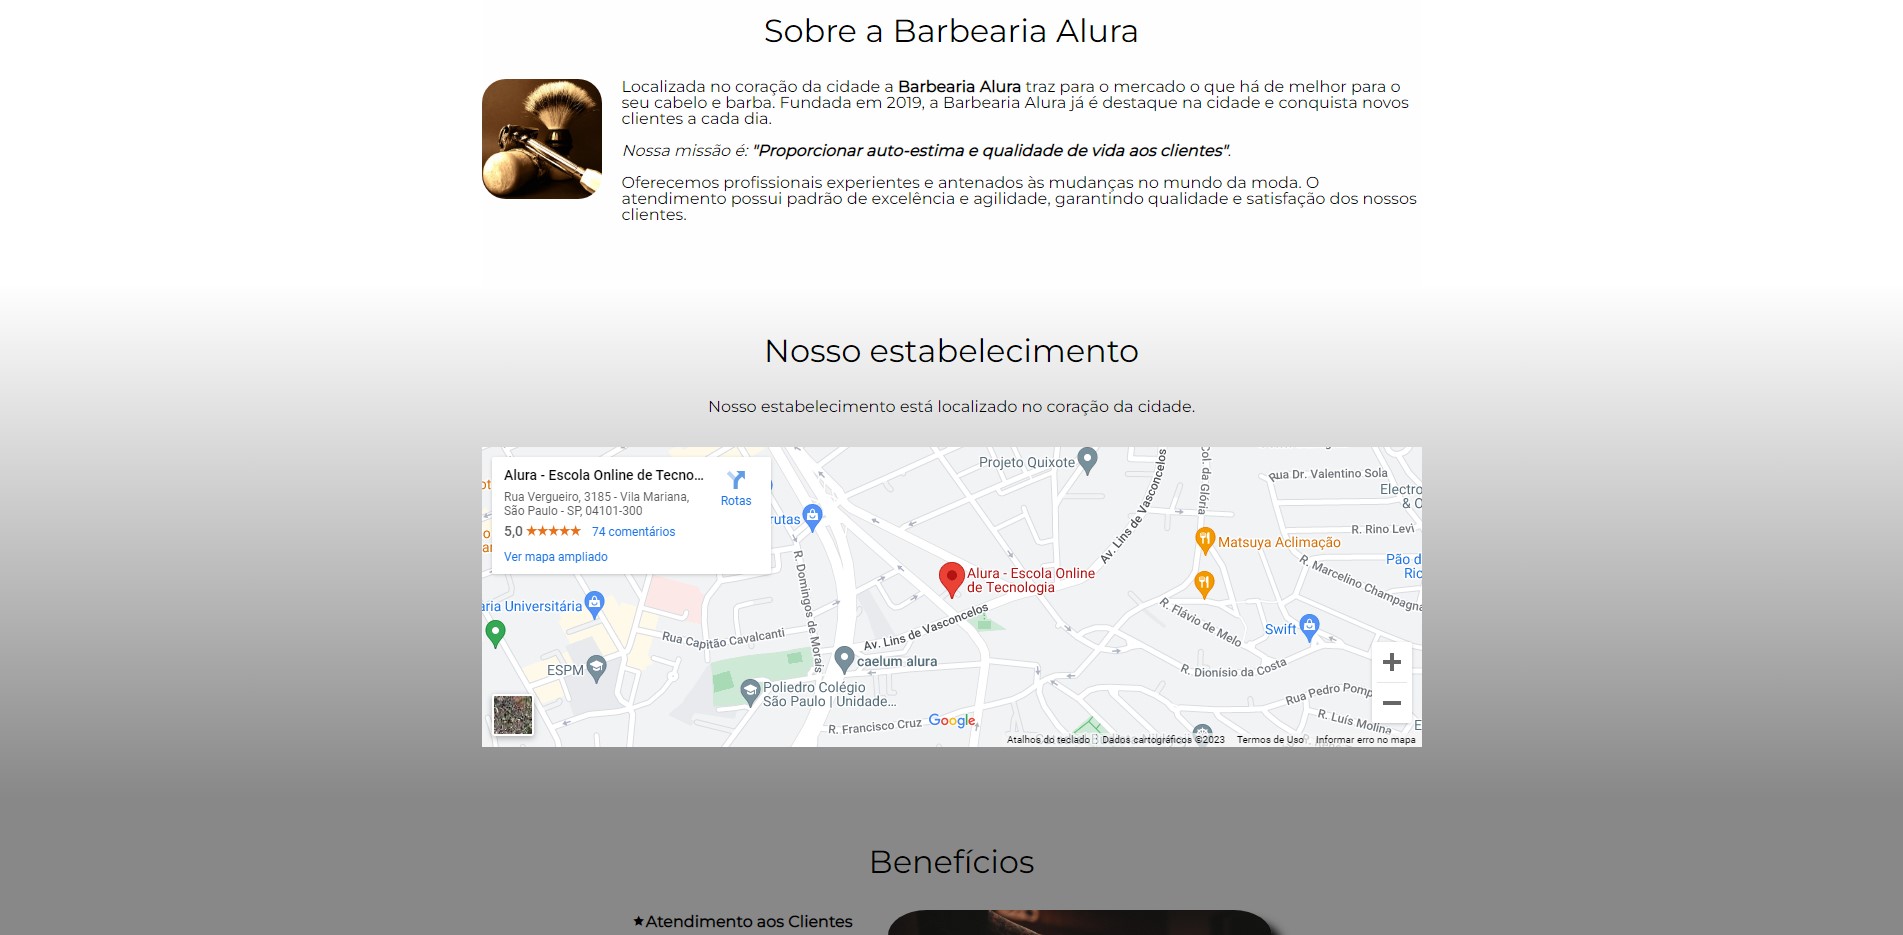 Sobre a Barbearia Alura
Localizada no coração da cidade a Barbearia Alura traz para o mercado o que há de melhor para o
seu cabelo e barba. Fundada em 2019, a Barbearia Alura já é destaque na cidade e conquista novos
clientes a cada dia.
Nossa missão é: "Proporcionar auto-estima e qualidade de vida aos clientes".
Oferecemos profissionais experientes e antenados às mudanças no mundo da moda. O
atendimento possui padrão de excelência e agilidade, garantindo qualidade e satisfação dos nossos
clientes.
Nosso estabelecimento
Nosso estabelecimento está localizado no coração da cidade.
Alura - Escola Online de Tecno...
Rua Vergueiro, 3185 - Vila Mariana,
São Paulo - SP, 04101-300
5,0 74 comentários
Ver mapa ampliado
Rotas
Projeto Quixote
Av. Lins de Vasconcelos
Col. da Glória
Rua Dr. Valentino Sola
Electro
& C
R. Rino Levi
rutas
Matsuya Aclimação
Pão d
Ric
R. Marcelino Champagna
R. Domingos de Morais
Alura - Escola Online
de Tecnologia
aria Universitária
Av. Lins de Vasconcelos
R. Flávio de Melo
Swift
Rua Capitão Cavalcanti
caelum alura
ESPM
R. Dionísio da Costa
Poliedro Colégio
São Paulo | Unidade...
Rua Pedro Pomp
R. Luís Molina
R. Francisco Cruz
Google
Atalhos do teclado
Dados cartográficos ©2023
Termos de Uso
Informar erro no mapa
Benefícios
Atendimento aos Clientes